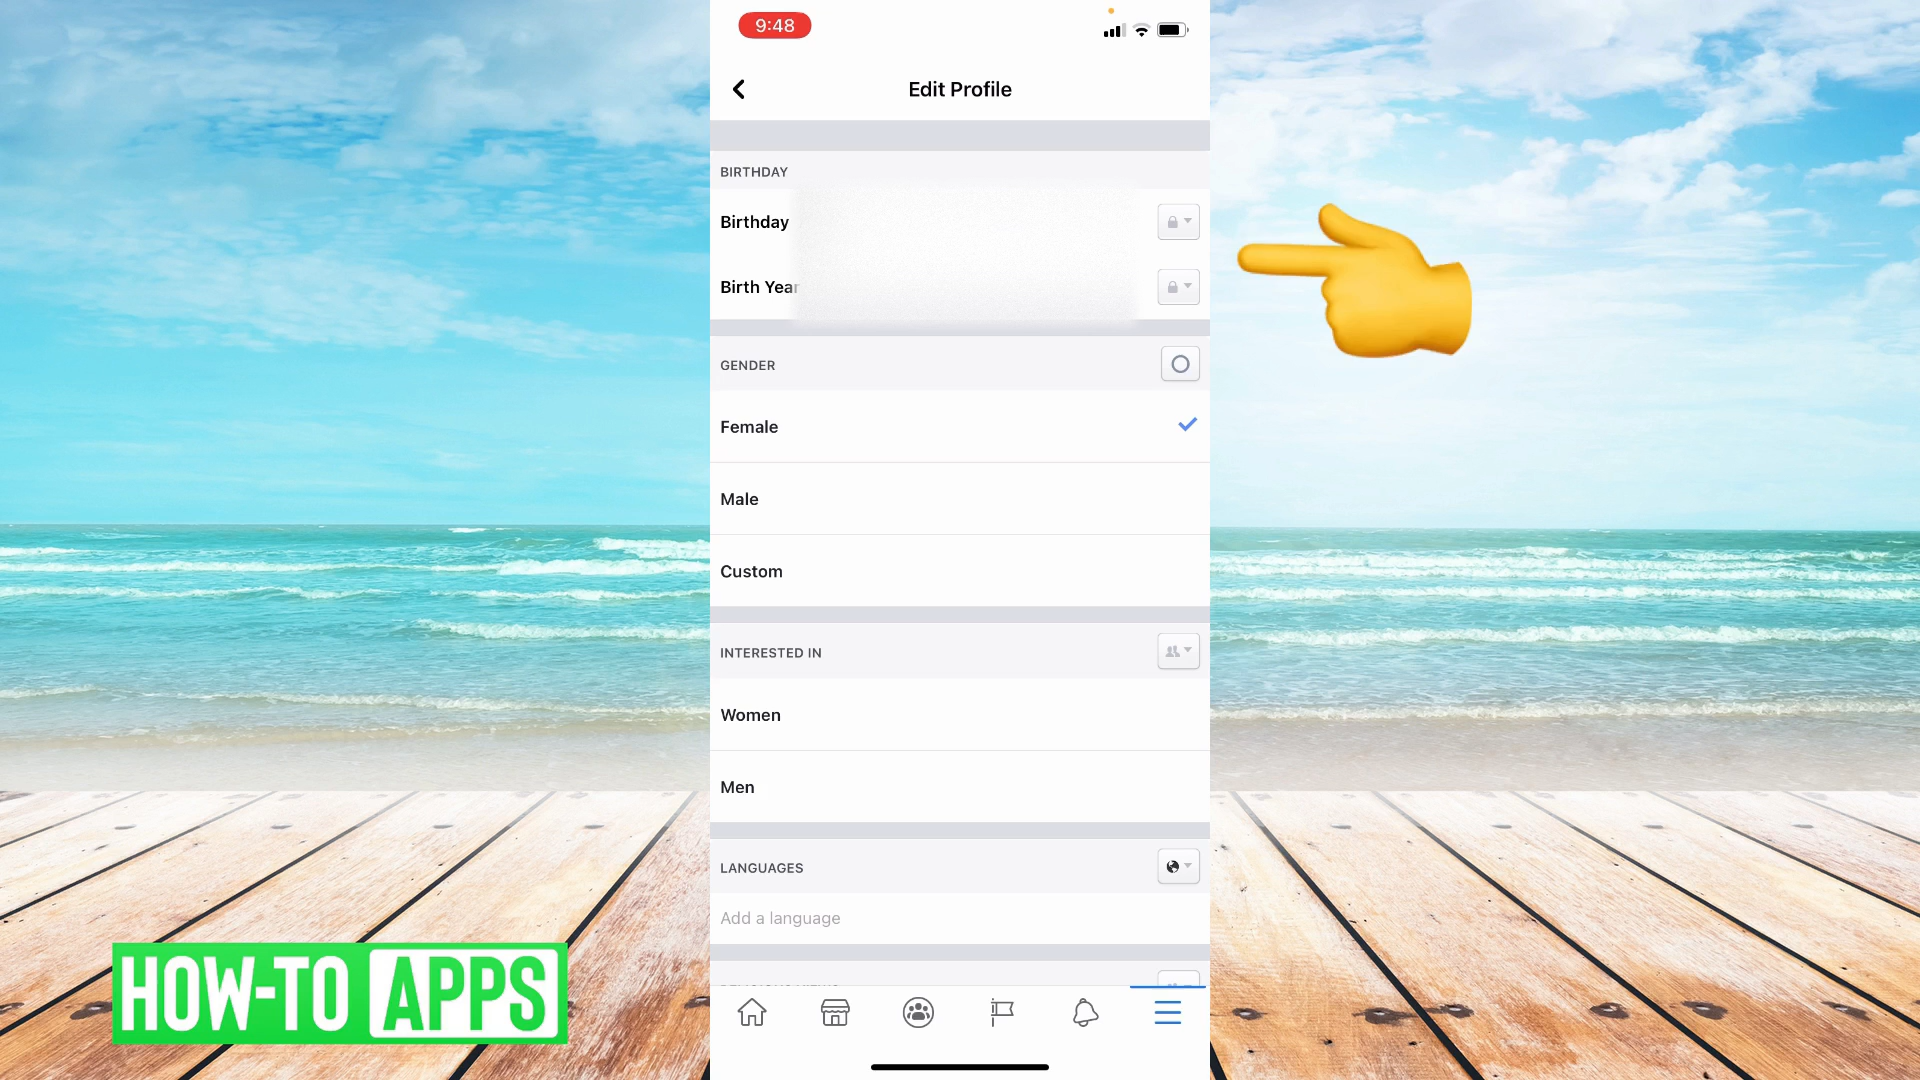 9:48
Edit Profile
BIRTHDAY
Birthday
Birth Year
GENDER
Female
Male
Custom
INTERESTED IN
Women
Men
LANGUAGES
Add a language
HOW-TO APPS